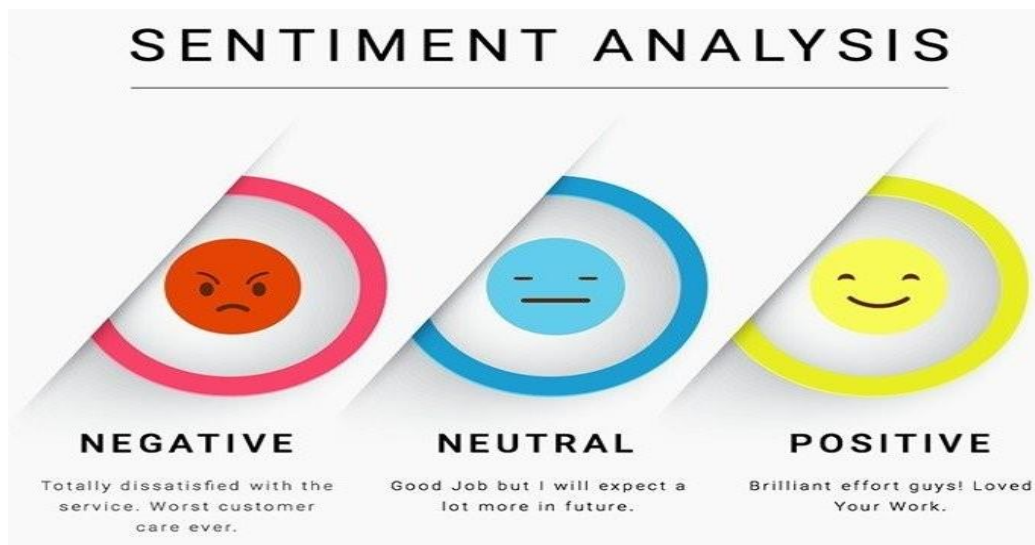 SENTIMENT ANALYSIS
NEGATIVE
Totally dissatisfied with the
service. Worst customer
care ever.
NEUTRAL
Good Job but I will expect a
lot more in future.
POSITIVE
Brilliant effort guys! Loved
Your Work.